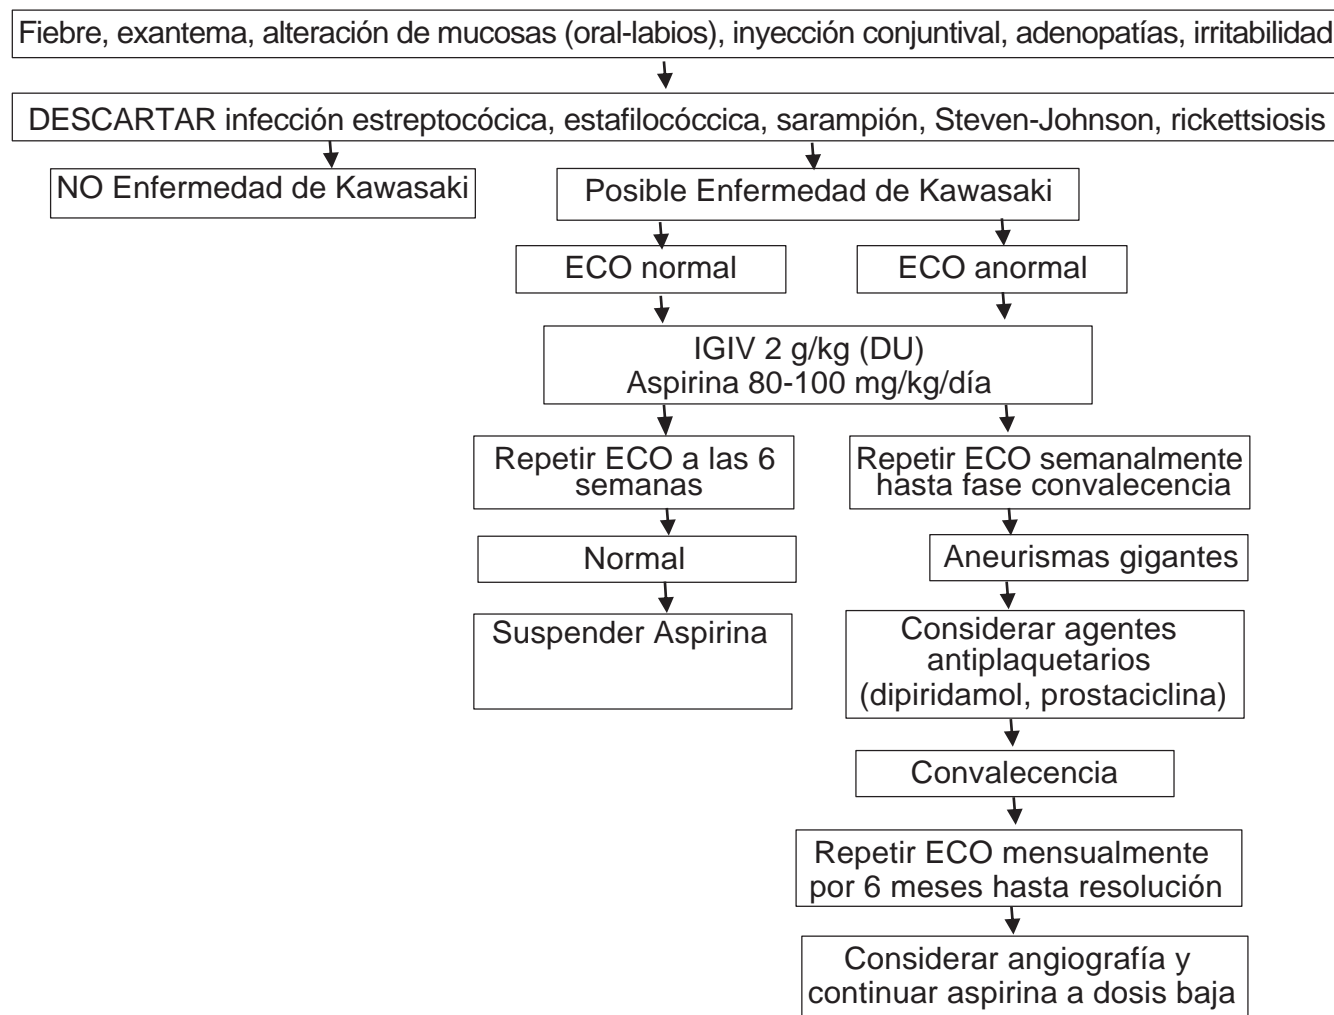 Fiebre, exantema, alteración de mucosas (oral-labios), inyección conjuntival, adenopatías, irritabilidad
DESCARTAR infección estreptocócica, estafilocóccica, sarampión, Steven-Johnson, rickettsiosis
NO Enfermedad de Kawasaki
Posible Enfermedad de Kawasaki
ECO normal
ECO anormal
IGIV 2 g/kg (DU)
Aspirina 80-100 mg/kg/día
Repetir ECO a las 6
semanas
Repetir ECO semanalmente
hasta fase convalecencia
Normal
Aneurismas gigantes
Suspender Aspirina
Considerar agentes
antiplaquetarios
(dipiridamol, prostaciclina)
Convalecencia
Repetir ECO mensualmente
por 6 meses hasta resolución
Considerar angiografía y
continuar aspirina a dosis baja